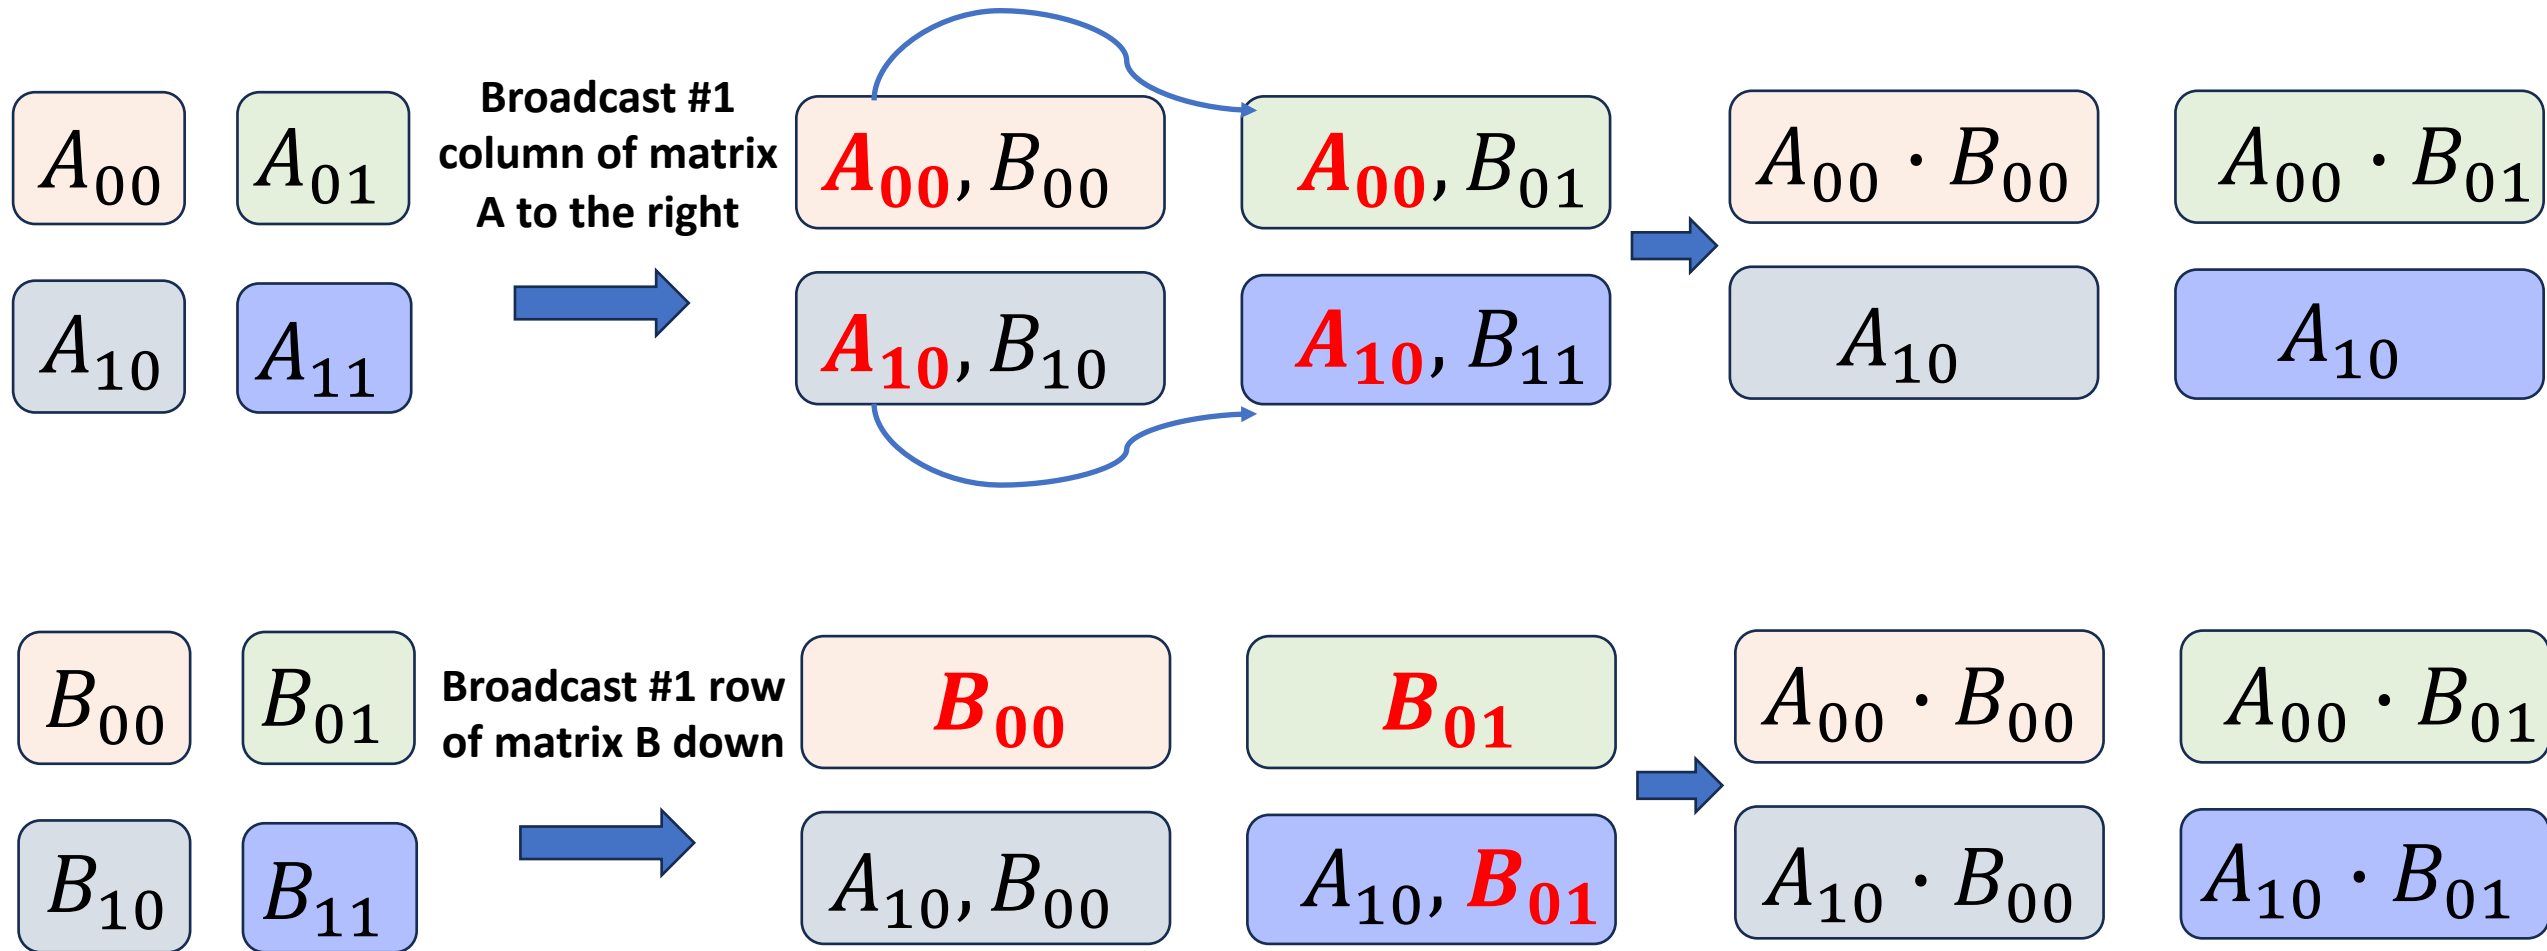 A₀₀
A₀₁
Broadcast #1
column of matrix
A to the right
A₀₀, B₀₀
A₀₀, B₀₁
A₀₀ · B₀₀
A₀₀ · B₀₁
A₁₀
A₁₁
A₁₀, B₁₀
A₁₀, B₁₁
A₁₀
A₁₀
B₀₀
B₀₁
Broadcast #1 row
of matrix B down
B₀₀
B₀₁
A₀₀ · B₀₀
A₀₀ · B₀₁
B₁₀
B₁₁
A₁₀, B₀₀
A₁₀, B₀₁
A₁₀ · B₀₀
A₁₀ · B₀₁